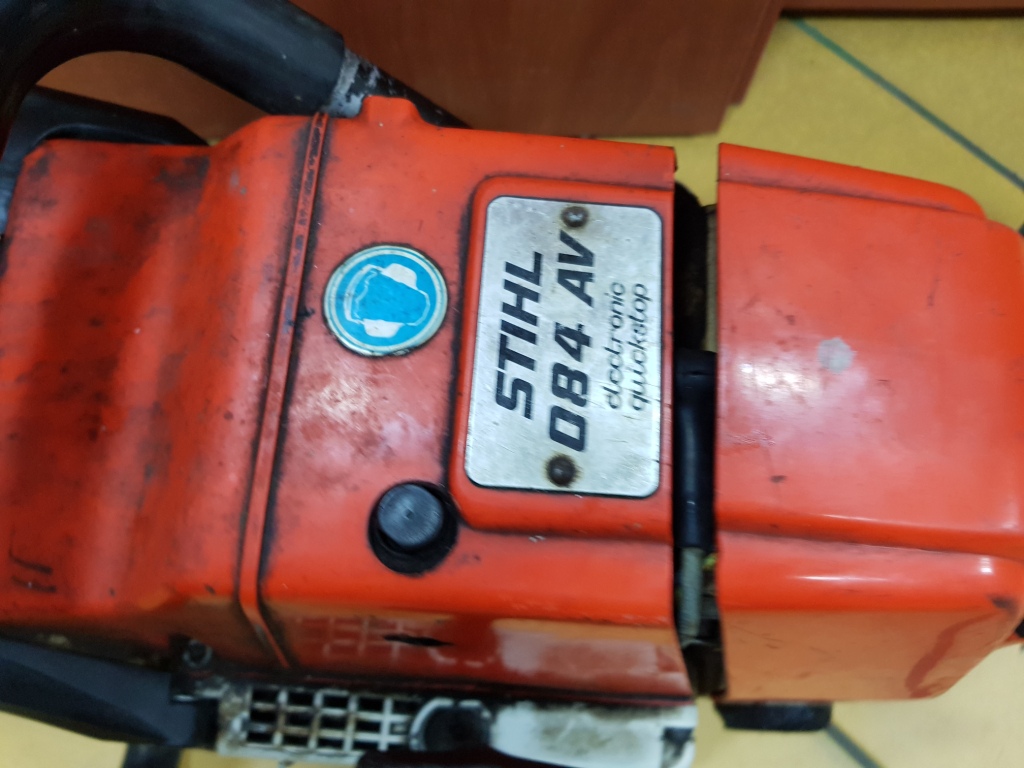 STIHL
084 AV
electronic
quickstop